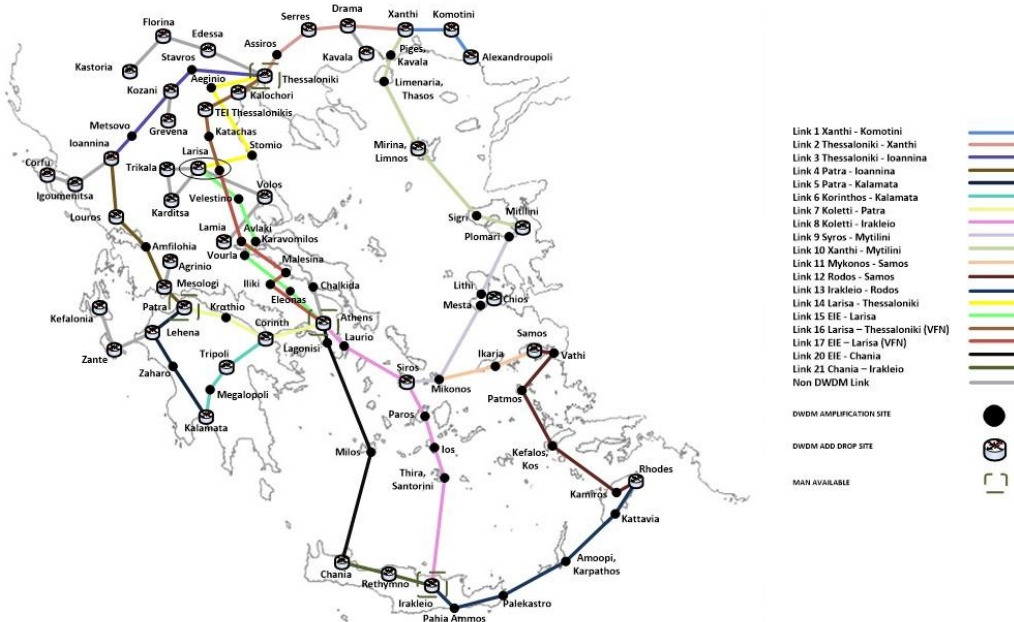 Florina
Edessa
Kastoria
Stavros
Aeginio
Kozani
Grevena
Metsovo
Ioannina
Corfu
Igoumenitsa
Serres
Drama
Xanthi
Komotini
Assiros
Kavala
Piges,
Kavala
Alexandroupoli
Thessaloniki
Kalochori
Limenaria,
Thasos
TEI Thessalonikis
Katachas
Stomio
Larisa
Trikala
Karditsa
Velestino
Volos
Mirina,
Limnos
Sigri
Mitilini
Plomari
Louros
Amfilohia
Agrinio
Mesologi
Lamia
Avlaki
Karavomilos
Vourla
Malesina
Iliki
Eleonas
Chalkida
Athens
Lagonisi
Laurio
Lithi
Mesta
Chios
Kefalonia
Zante
Patra
Lehena
Krathio
Corinth
Zaharo
Tripoli
Megalopoli
Kalamata
Siros
Mikonos
Ikaria
Samos
Vathi
Patmos
Paros
Ios
Milos
Thira,
Santorini
Kefalos,
Kos
Rhodes
Kamiros
Kattavia
Amoopi,
Karpathos
Chania
Rethymno
Irakleio
Pahia Ammos
Palekastro
Link 1 Xanthi - Komotini
Link 2 Thessaloniki - Xanthi
Link 3 Thessaloniki - Ioannina
Link 4 Patra - Ioannina
Link 5 Patra - Kalamata
Link 6 Korinthos - Kalamata
Link 7 Koletti - Patra
Link 8 Koletti - Irakleio
Link 9 Syros - Mytilini
Link 10 Xanthi - Mytilini
Link 11 Mykonos - Samos
Link 12 Rodos - Samos
Link 13 Irakleio - Rodos
Link 14 Larisa - Thessaloniki
Link 15 EIE - Larisa
Link 16 Larisa – Thessaloniki (VFN)
Link 17 EIE – Larisa (VFN)
Link 20 EIE - Chania
Link 21 Chania – Irakleio
Non DWDM Link
DWDM AMPLIFICATION SITE
DWDM ADD DROP SITE
MAN AVAILABLE